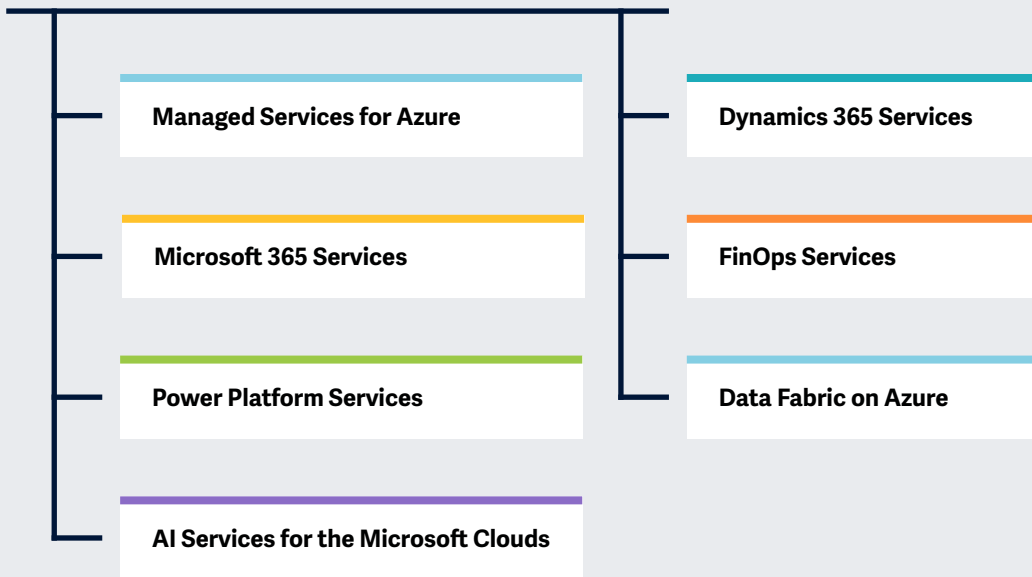 Managed Services for Azure
Microsoft 365 Services
Power Platform Services
AI Services for the Microsoft Clouds
Dynamics 365 Services
FinOps Services
Data Fabric on Azure